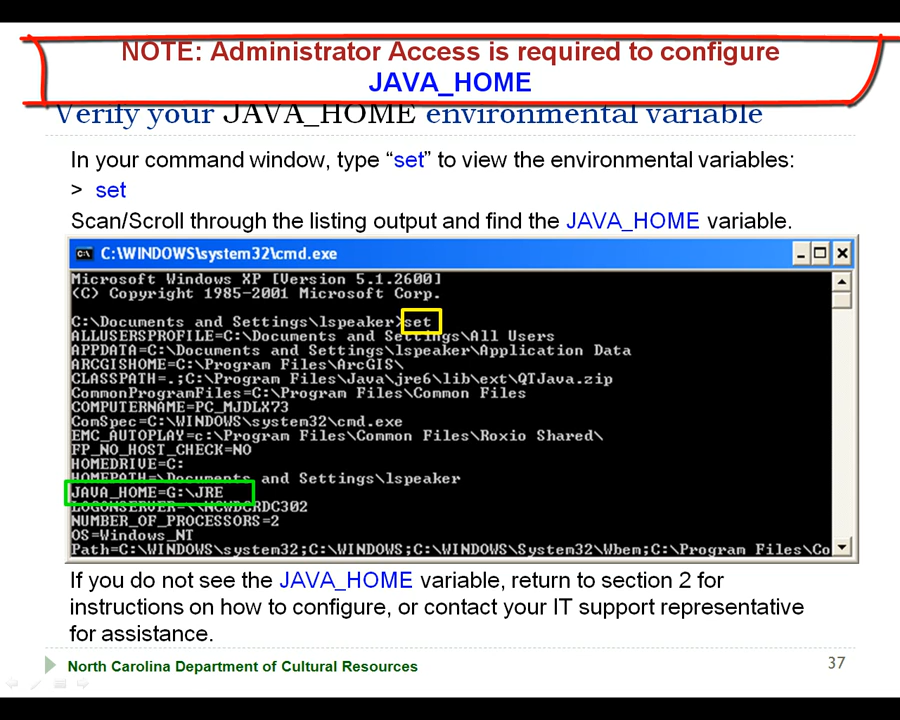 NOTE: Administrator Access is required to configure
JAVA_HOME
Verify your JAVA_HOME environmental variable
In your command window, type “set” to view the environmental variables:
> set
Scan/Scroll through the listing output and find the JAVA_HOME variable.
C:\WINDOWS\system32\cmd.exe
Microsoft Windows XP [Version 5.1.2600]
(C) Copyright 1985-2001 Microsoft Corp.
C:\Documents and Settings\lspeaker>set
ALLUSERSPROFILE=C:\Documents and Settings\All Users
APPDATA=C:\Documents and Settings\lspeaker\Application Data
ARCGISHOME=C:\Program Files\ArcGIS\
CLASSPATH=.;C:\Program Files\Java\jre6\lib\ext\QTJava.zip
CommonProgramFiles=C:\Program Files\Common Files
COMPUTERNAME=PC_MJDLX73
ComSpec=C:\WINDOWS\system32\cmd.exe
EMC_AUTOPLAY=c:\Program Files\Common Files\Roxio Shared\
FP_NO_HOST_CHECK=NO
HOMEDRIVE=C:
HOMEPATH=\Documents and Settings\lspeaker
JAVA_HOME=G:\JRE
LOGONSERVER=\\NCWDCRDC302
NUMBER_OF_PROCESSORS=2
OS=Windows_NT
Path=C:\WINDOWS\system32;C:\WINDOWS;C:\WINDOWS\System32\Wbem;C:\Program Files\Co
If you do not see the JAVA_HOME variable, return to section 2 for
instructions on how to configure, or contact your IT support representative
for assistance.
North Carolina Department of Cultural Resources
37